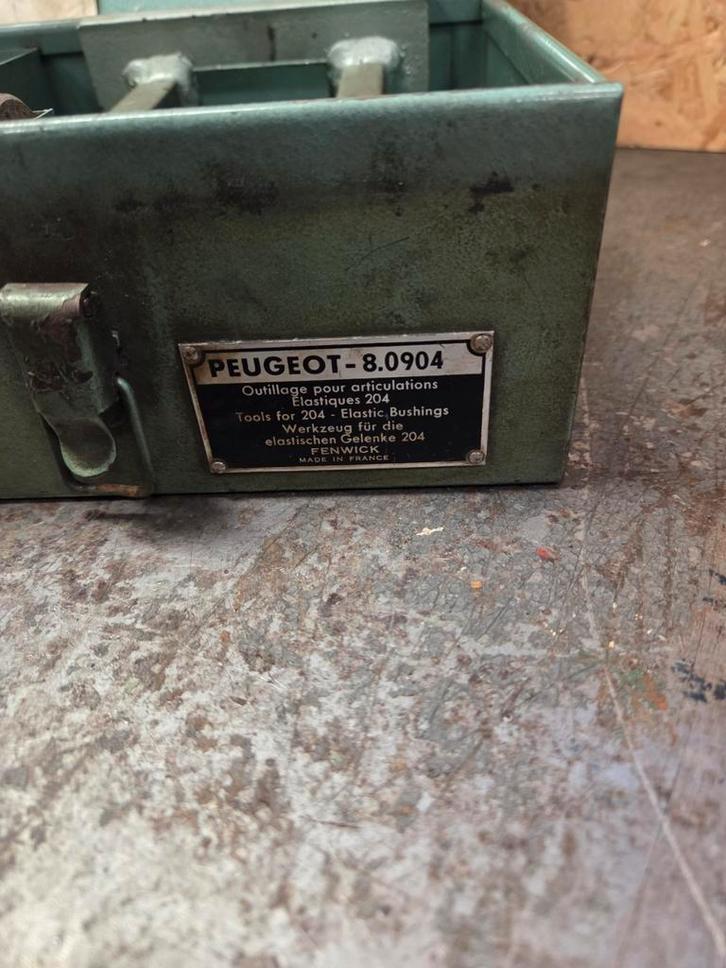 PEUGEOT - 8.0904
Outillage pour articulations
Elastiques 204
Tools for 204 - Elastic Bushings
Werkzeug für die
elastischen Gelenke 204
FENWICK
MADE IN FRANCE